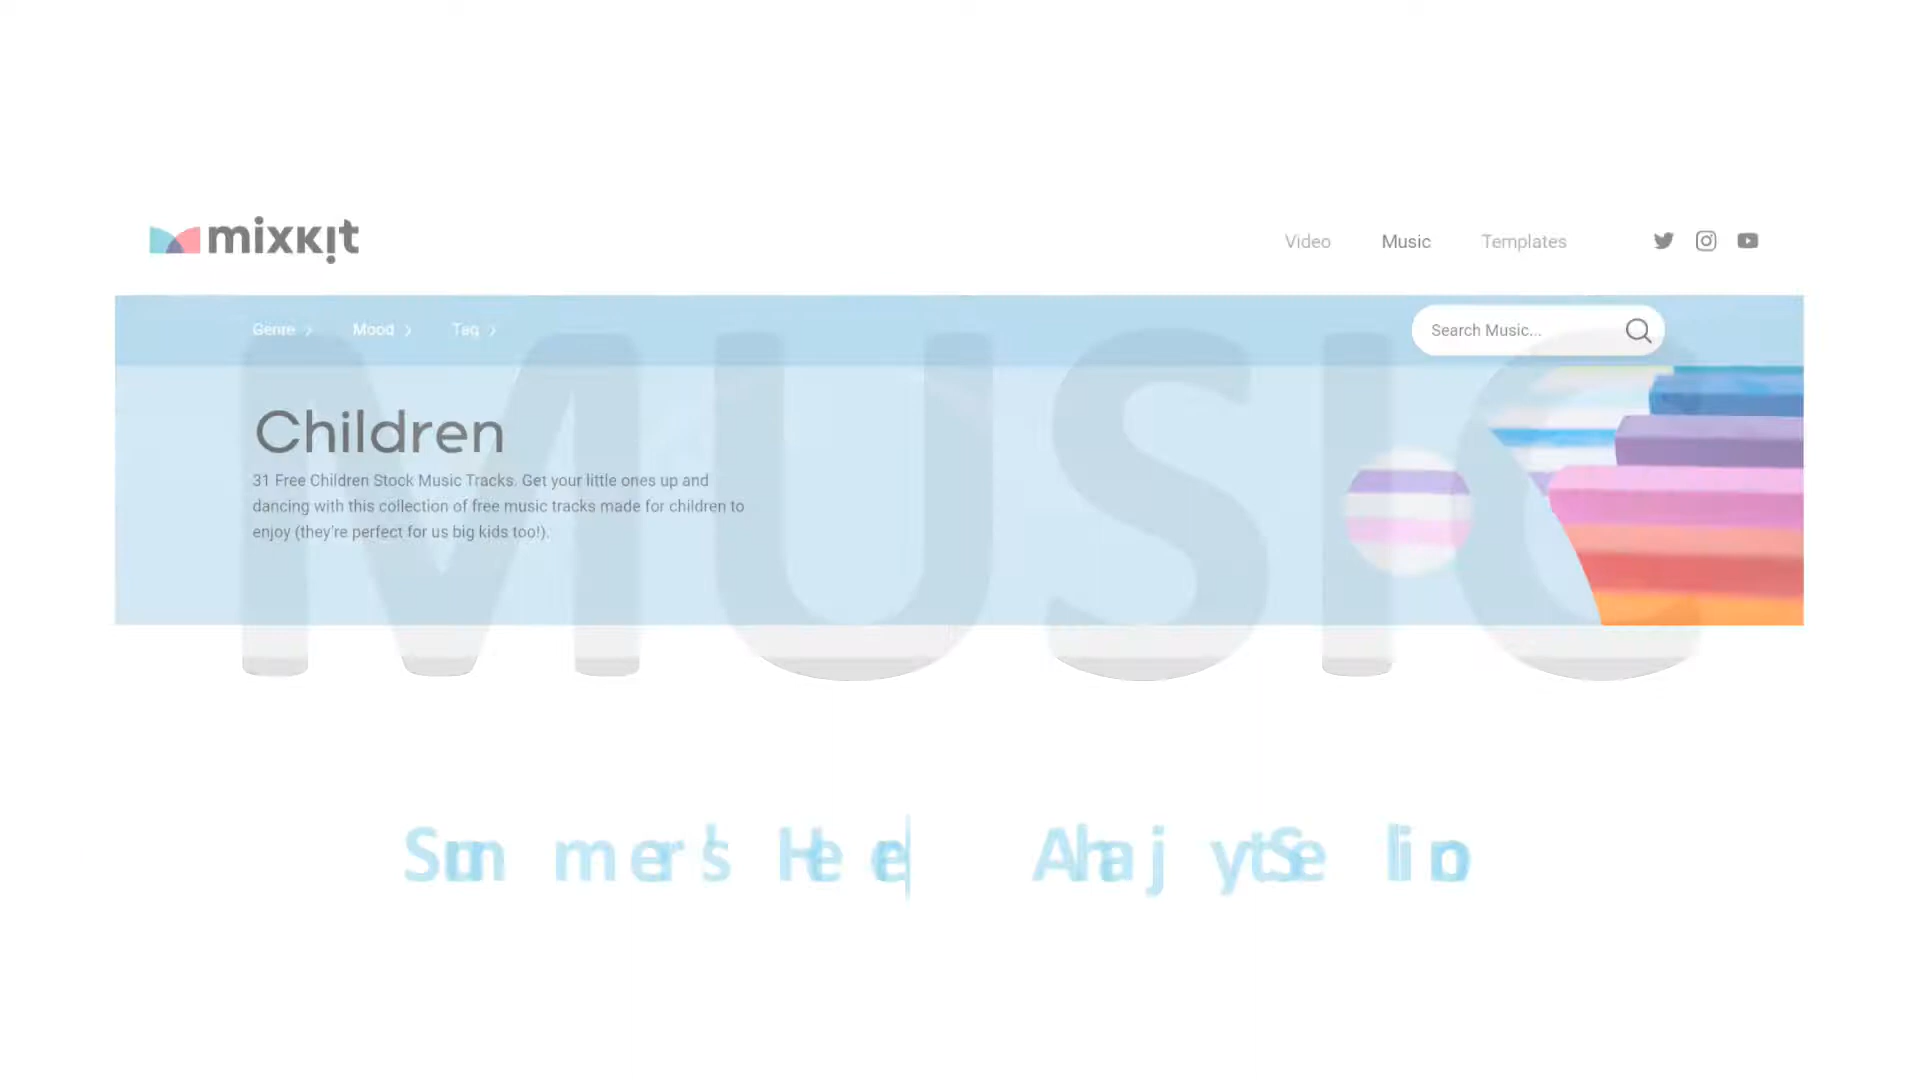 mixkit
Video Music Templates
Genre Mood Tag
Search Music...
MUSIC
Children
31 Free Children Stock Music Tracks. Get your little ones up and
dancing with this collection of free music tracks made for children to
enjoy (they're perfect for us big kids too!).